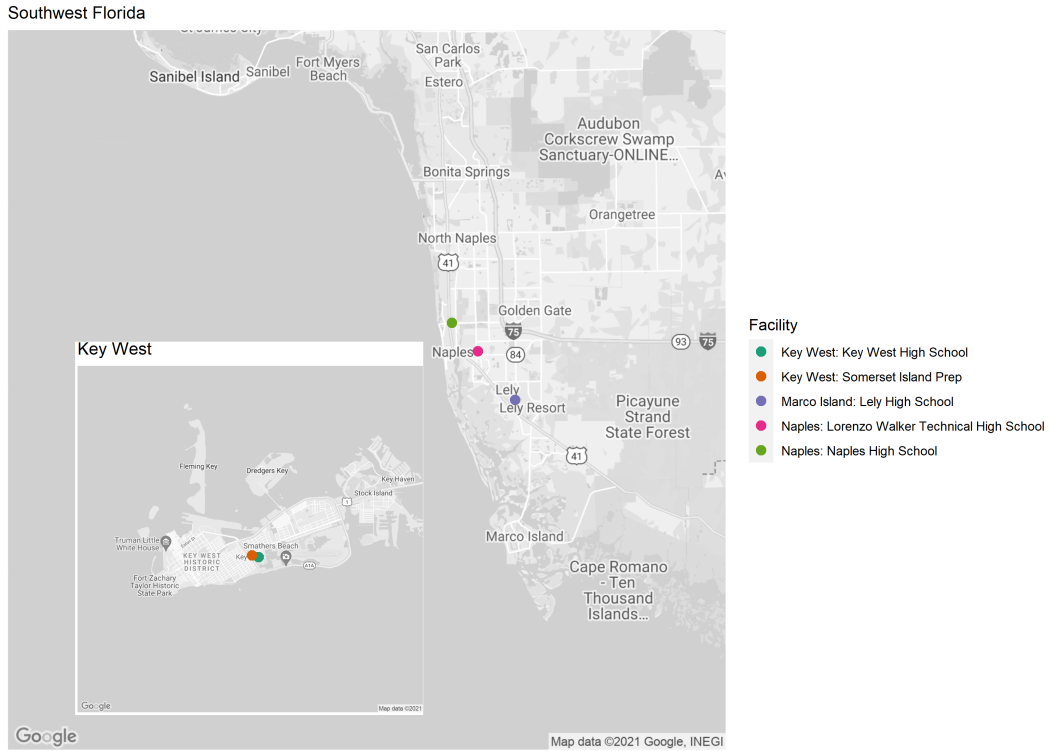 Southwest Florida
St James City
San Carlos
Park
Fort Myers
Beach
Sanibel Island
Sanibel
Estero
Audubon
Corkscrew Swamp
Sanctuary-ONLINE...
Bonita Springs
Orangetree
North Naples
41
Golden Gate
75
93
75
Naples
84
Lely
Lely Resort
Picayune
Strand
State Forest
41
Marco Island
Cape Romano
- Ten
Thousand
Islands...
Key West
Fleming Key
Dredgers Key
Key Haven
Stock Island
1
Truman Little
White House
Smathers Beach
KEY WEST
HISTORIC
DISTRICT
Key
A1A
Fort Zachary
Taylor Historic
State Park
Google
Map data ©2021
Google
Map data ©2021 Google, INEGI
Facility
Key West: Key West High School
Key West: Somerset Island Prep
Marco Island: Lely High School
Naples: Lorenzo Walker Technical High School
Naples: Naples High School